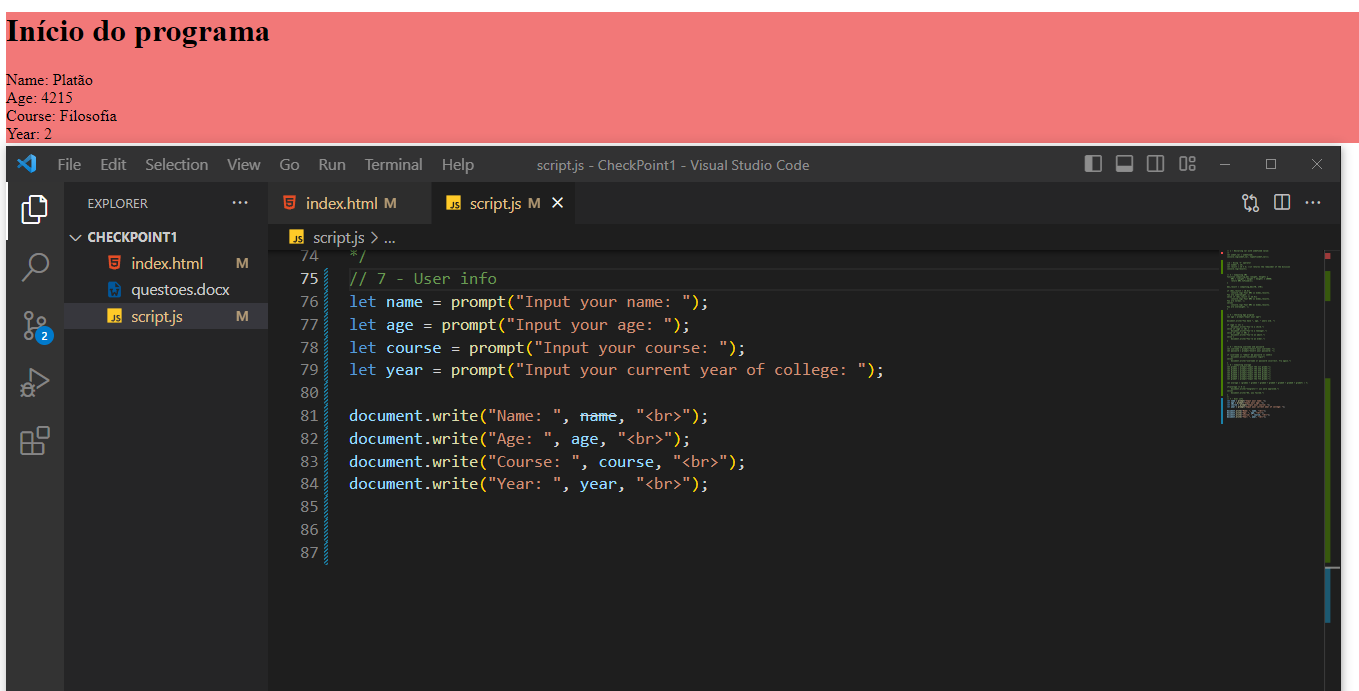 Início do programa
Name: Platão
Age: 4215
Course: Filosofia
Year: 2
File Edit Selection View Go Run Terminal Help script.js - CheckPoint1 - Visual Studio Code
EXPLORER ...
index.html M
script.js M
CHECKPOINT1
script.js > ...
index.html M
questoes.docx
script.js M
2
74 */
75 // 7 - User info
76 let name = prompt("Input your name: ");
77 let age = prompt("Input your age: ");
78 let course = prompt("Input your course: ");
79 let year = prompt("Input your current year of college: ");
80
81 document.write("Name: ", name, "<br>");
82 document.write("Age: ", age, "<br>");
83 document.write("Course: ", course, "<br>");
84 document.write("Year: ", year, "<br>");
85
86
87